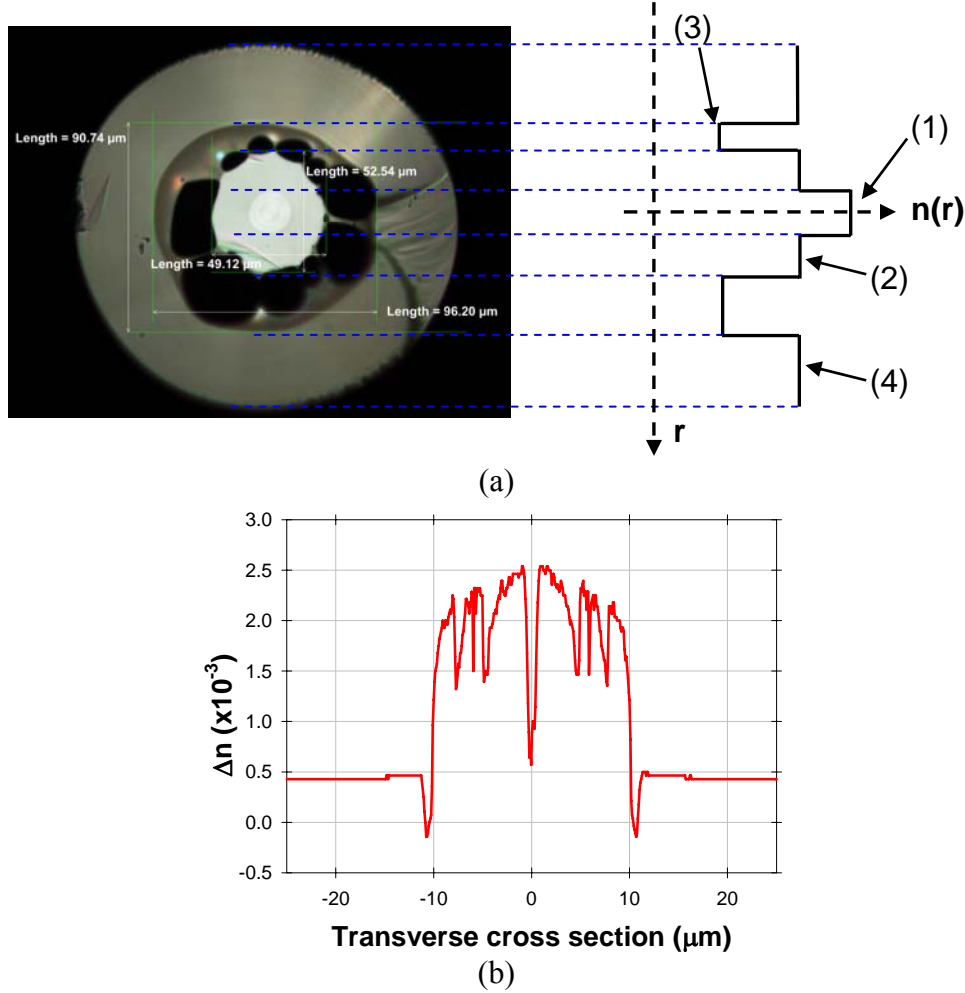 (3)
(1)
Length = 90.74 µm
Length = 52.54 µm
n(r)
Length = 49.12 µm
(2)
Length = 96.20 µm
(4)
r
(a)
3.0
2.5
2.0
1.5
1.0
0.5
0.0
-0.5
Δn (x10⁻³)
-20 -10 0 10 20
Transverse cross section (µm)
(b)